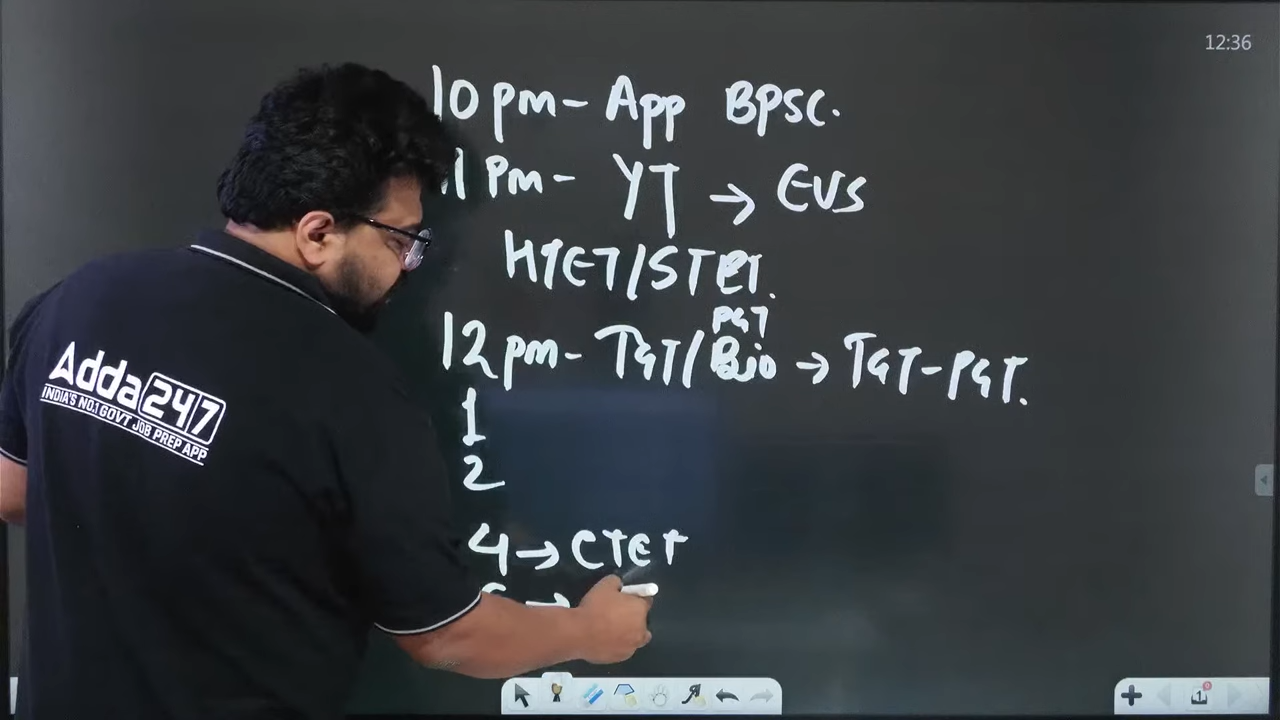 12:36
10 pm - App BPSC.
11 Pm - YT → EVS
HTET/STET.
PGT
12 pm - TGT/Bio → TGT-PGT.
1
2
4 → CTET
→
Adda247
INDIA'S NO.1 GOVT JOB PREP APP
1